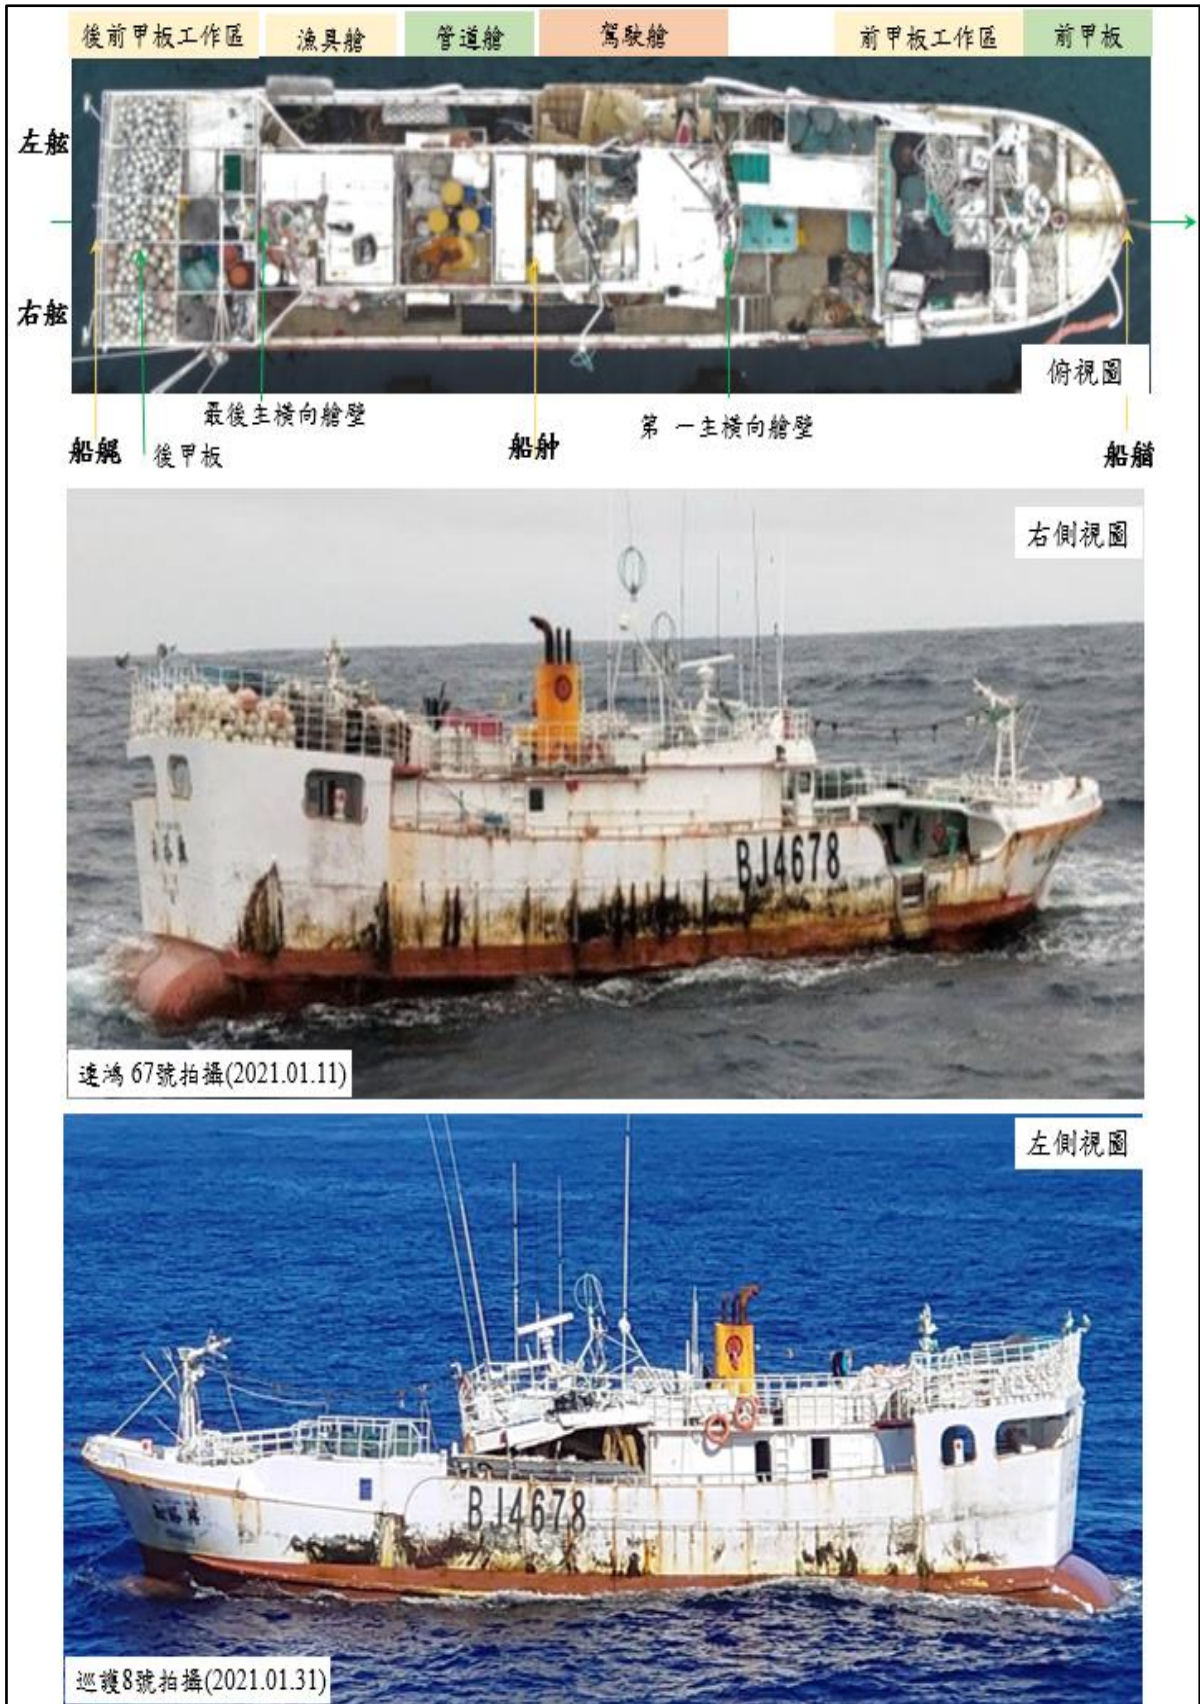 後前甲板工作區 漁具艙 管道艙 駕駛艙 前甲板工作區 前甲板
左舷
右舷
俯視圖
最後主橫向艙壁
第 一主橫向艙壁
船艉 後甲板 船舯 船艏
右側視圖
BJ4678
達鴻 67號拍攝(2021.01.11)
左側視圖
BJ4678
巡護8號拍攝(2021.01.31)